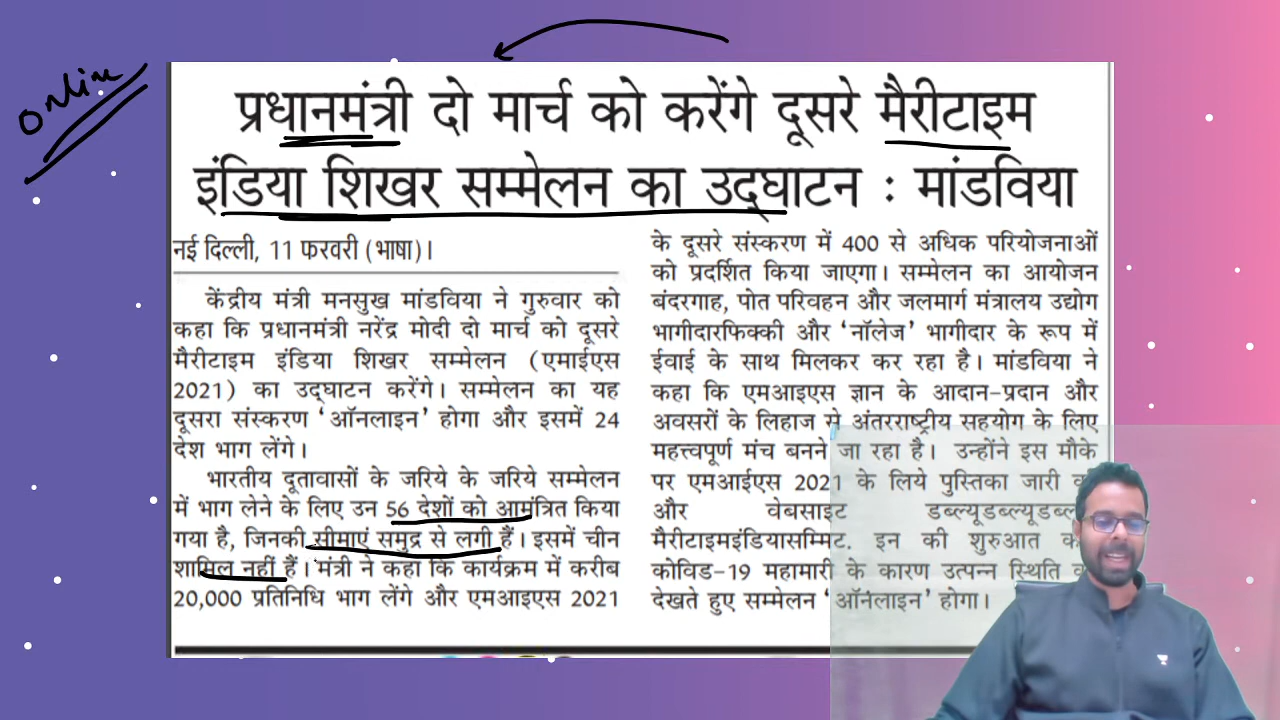 Online
प्रधानमंत्री दो मार्च को करेंगे दूसरे मैरीटाइम
इंडिया शिखर सम्मेलन का उद्घाटन : मांडविया
नई दिल्ली, 11 फरवरी (भाषा)।
केंद्रीय मंत्री मनसुख मांडविया ने गुरुवार को
कहा कि प्रधानमंत्री नरेंद्र मोदी दो मार्च को दूसरे
मैरीटाइम इंडिया शिखर सम्मेलन (एमाईएस
2021) का उद्घाटन करेंगे। सम्मेलन का यह
दूसरा संस्करण ‘ऑनलाइन’ होगा और इसमें 24
देश भाग लेंगे।
भारतीय दूतावासों के जरिये के जरिये सम्मेलन
में भाग लेने के लिए उन 56 देशों को आमंत्रित किया
गया है, जिनकी सीमाएं समुद्र से लगी हैं। इसमें चीन
शामिल नहीं हैं। मंत्री ने कहा कि कार्यक्रम में करीब
20,000 प्रतिनिधि भाग लेंगे और एमआइएस 2021
के दूसरे संस्करण में 400 से अधिक परियोजनाओं
को प्रदर्शित किया जाएगा। सम्मेलन का आयोजन
बंदरगाह, पोत परिवहन और जलमार्ग मंत्रालय उद्योग
भागीदारफिक्की और ‘नॉलेज’ भागीदार के रूप में
ईवाई के साथ मिलकर कर रहा है। मांडविया ने
कहा कि एमआइएस ज्ञान के आदान-प्रदान और
अवसरों के लिहाज से अंतरराष्ट्रीय सहयोग के लिए
महत्त्वपूर्ण मंच बनने जा रहा है। उन्होंने इस मौके
पर एमआईएस 2021 के लिये पुस्तिका जारी
और वेबसाइट
मैरीटाइमइंडियासम्मिट. इन की शुरुआत
कोविड-19 महामारी के कारण उत्पन्न स्थिति
देखते हुए सम्मेलन ‘ऑनलाइन’ होगा।